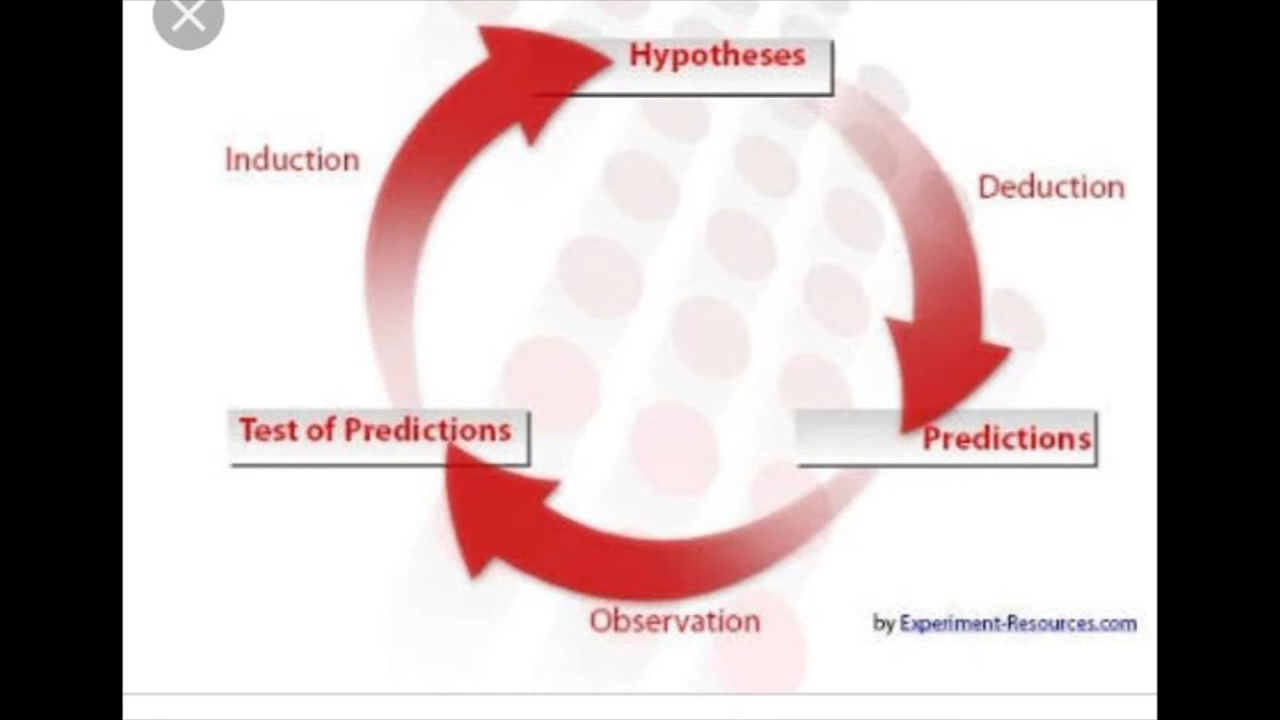 Hypotheses
Induction
Deduction
Test of Predictions
Predictions
Observation
by Experiment-Resources.com